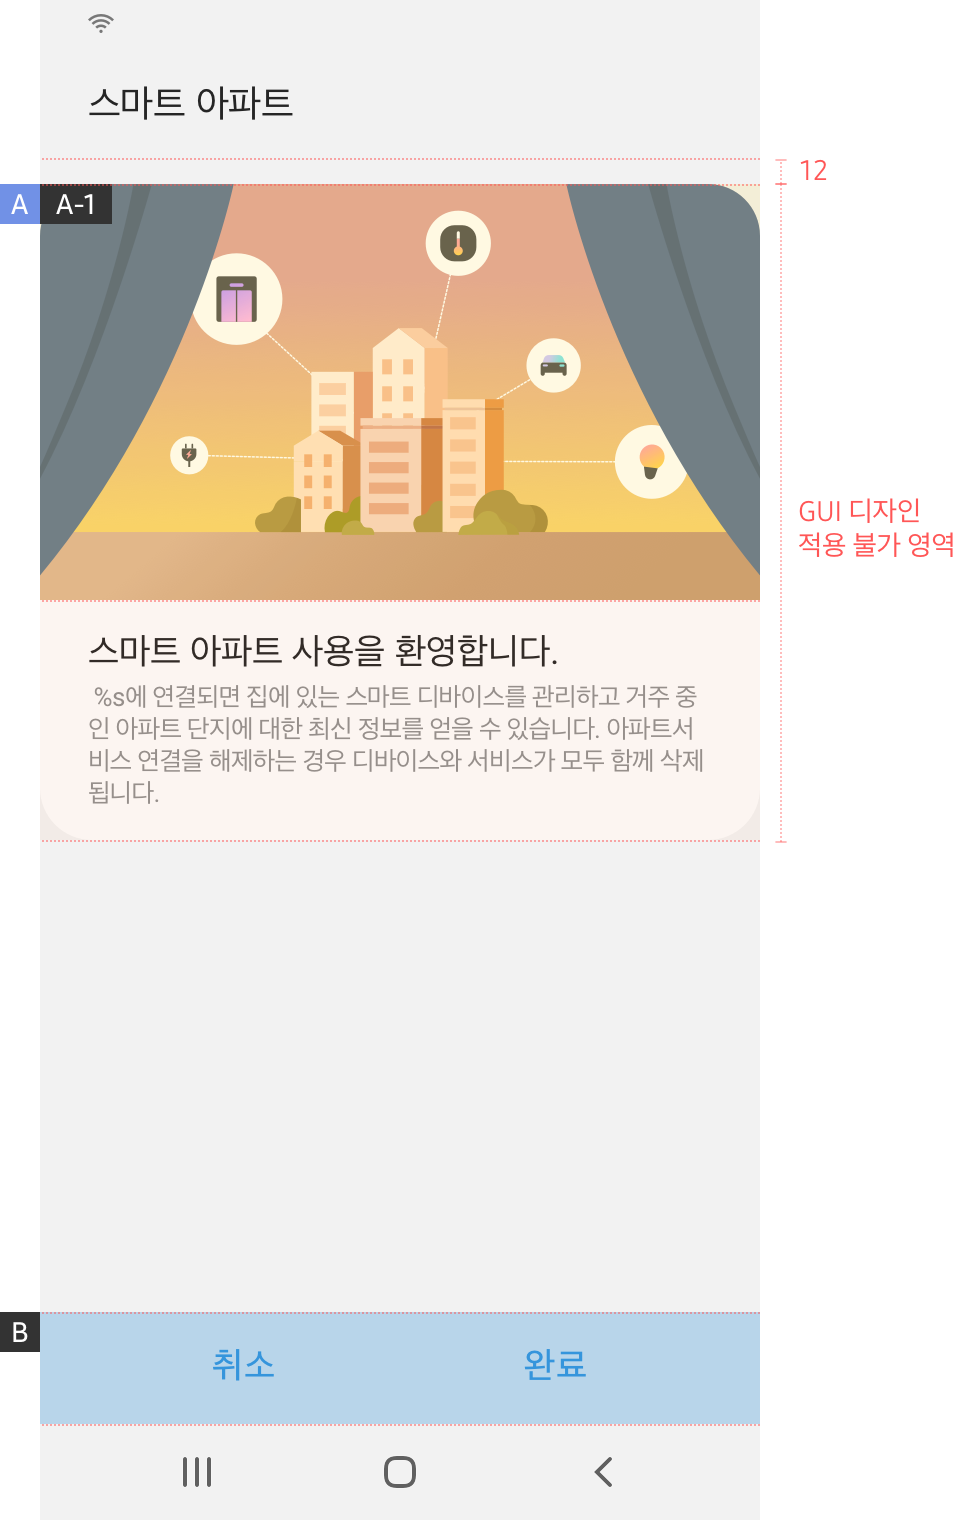 스마트 아파트
12
A
A-1
GUI 디자인
적용 불가 영역
스마트 아파트 사용을 환영합니다.
%s에 연결되면 집에 있는 스마트 디바이스를 관리하고 거주 중
인 아파트 단지에 대한 최신 정보를 얻을 수 있습니다. 아파트서
비스 연결을 해제하는 경우 디바이스와 서비스가 모두 함께 삭제
됩니다.
B
취소
완료